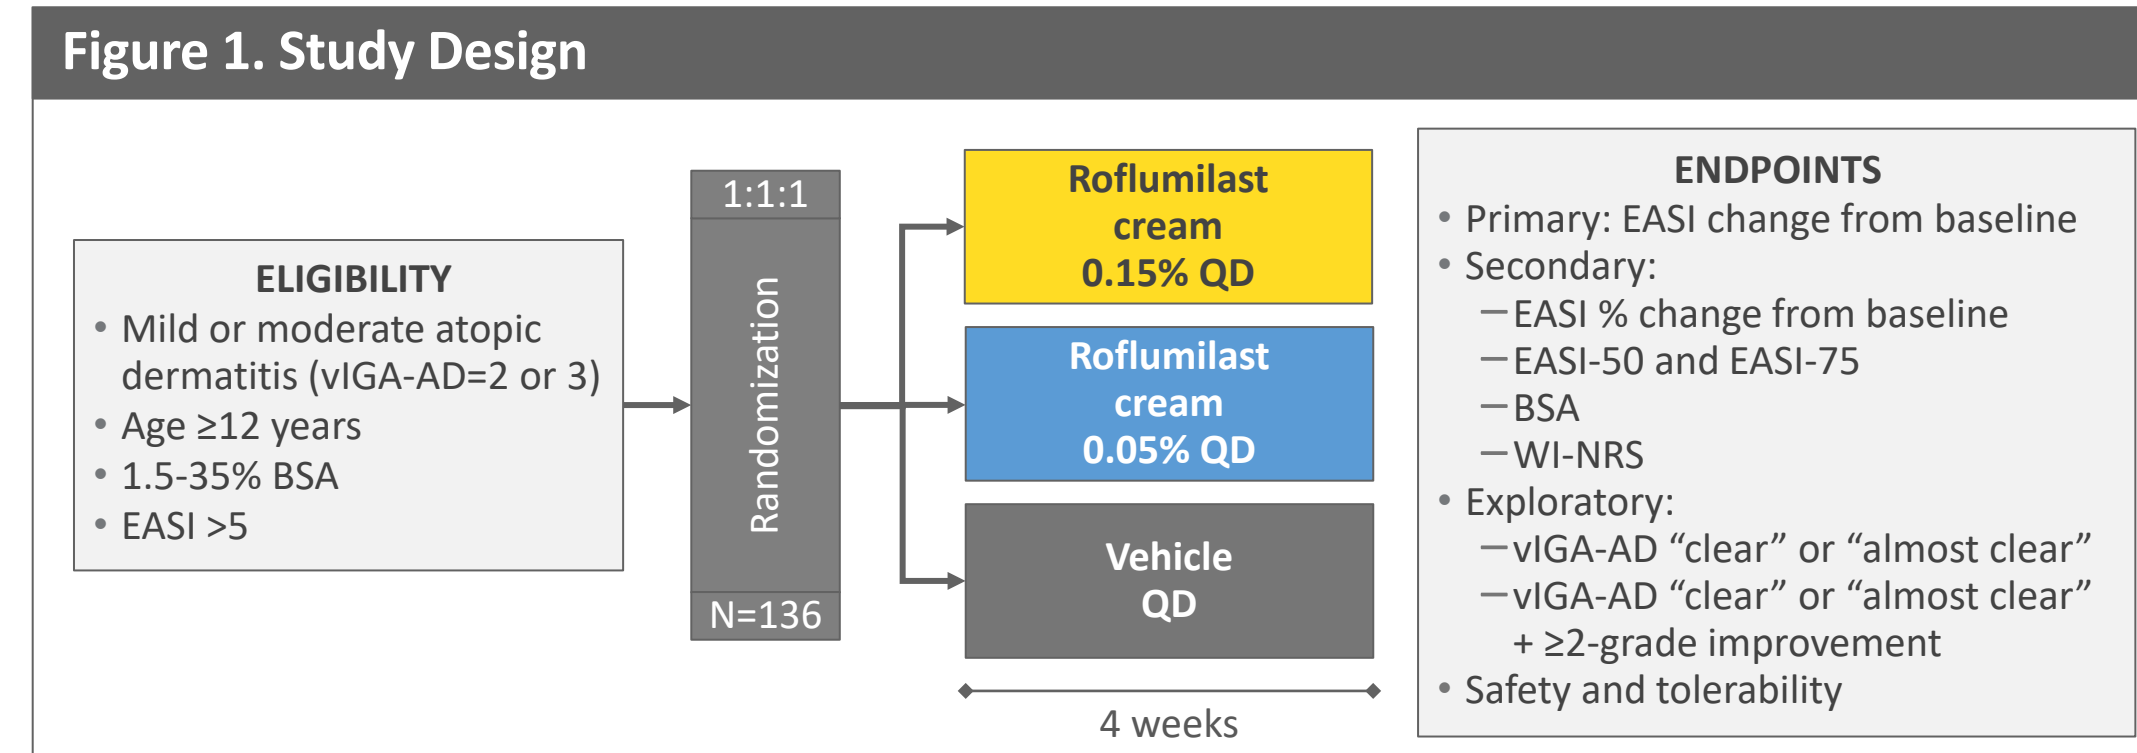 Figure 1. Study Design
ELIGIBILITY
• Mild or moderate atopic
dermatitis (vIGA-AD=2 or 3)
• Age ≥12 years
• 1.5-35% BSA
• EASI >5
1:1:1
Randomization
N=136
Roflumilast
cream
0.15% QD
Roflumilast
cream
0.05% QD
Vehicle
QD
4 weeks
ENDPOINTS
• Primary: EASI change from baseline
• Secondary:
—EASI % change from baseline
—EASI-50 and EASI-75
—BSA
—WI-NRS
• Exploratory:
—vIGA-AD “clear” or “almost clear”
—vIGA-AD “clear” or “almost clear”
+ ≥2-grade improvement
• Safety and tolerability